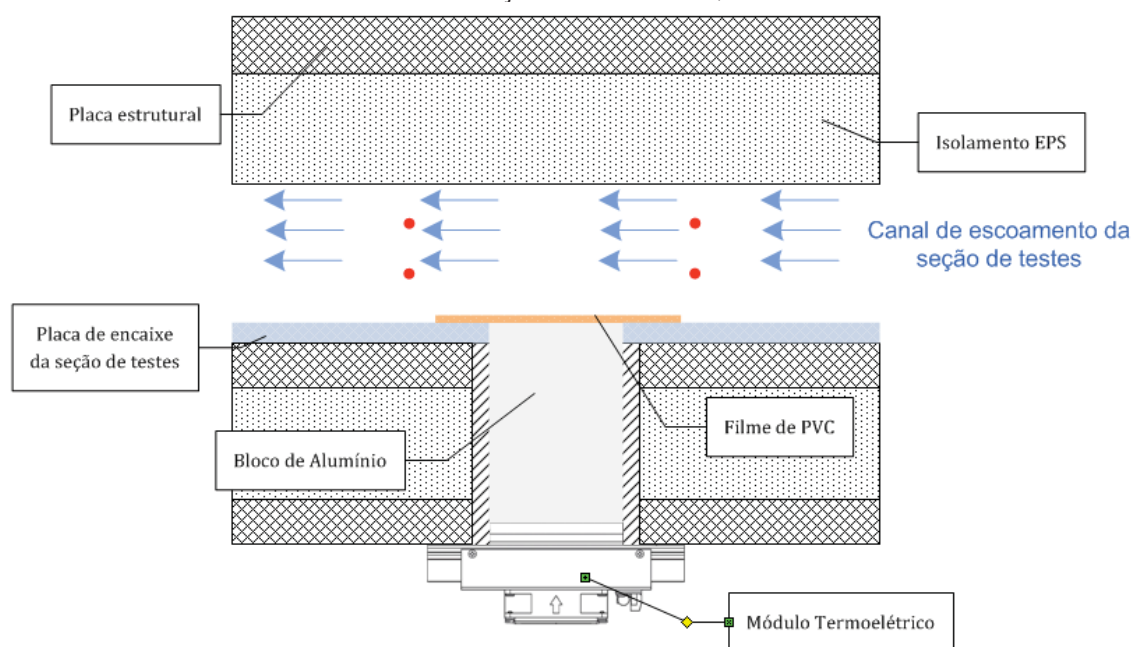 Placa estrutural
Isolamento EPS
Canal de escoamento da
seção de testes
Placa de encaixe
da seção de testes
Filme de PVC
Bloco de Alumínio
Módulo Termoelétrico